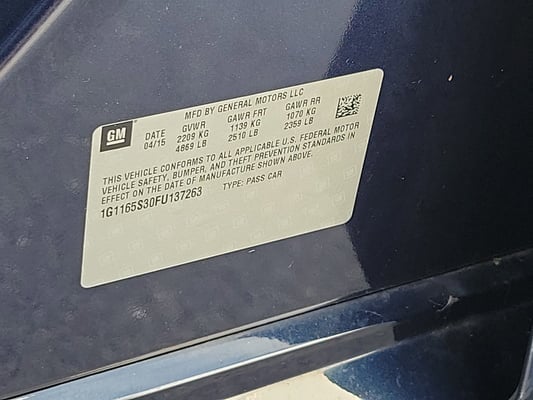 MFD BY GENERAL MOTORS LLC
GM DATE GVWR GAWR FRT GAWR RR
04/15 2209 KG 1139 KG 1070 KG
4869 LB 2510 LB 2359 LB
THIS VEHICLE CONFORMS TO ALL APPLICABLE U.S. FEDERAL MOTOR
VEHICLE SAFETY, BUMPER, AND THEFT PREVENTION STANDARDS IN
EFFECT ON THE DATE OF MANUFACTURE SHOWN ABOVE.
1G1165S30FU137263 TYPE: PASS CAR